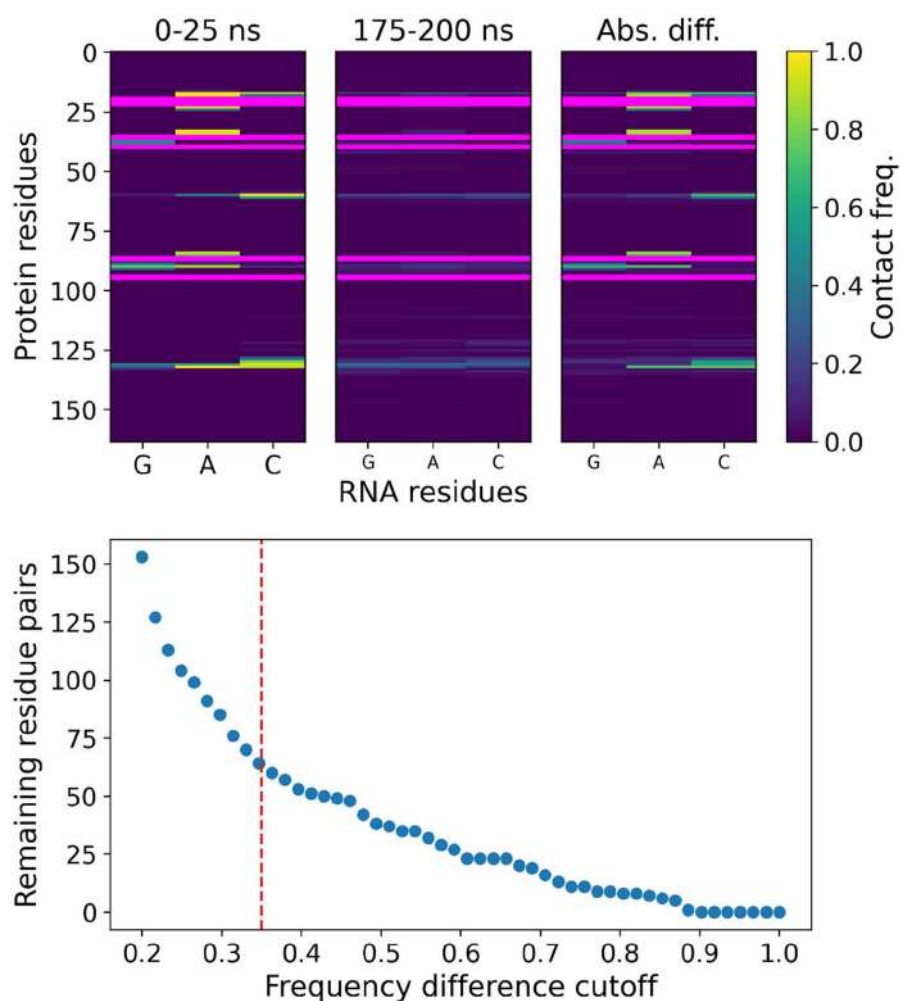 0-25 ns 175-200 ns Abs. diff.
0
25
50
75
100
125
150
Protein residues
G A C G A C G A C
RNA residues
1.0
0.8
0.6
0.4
0.2
0.0
Contact freq.
150
125
100
75
50
25
0
Remaining residue pairs
0.2 0.3 0.4 0.5 0.6 0.7 0.8 0.9 1.0
Frequency difference cutoff